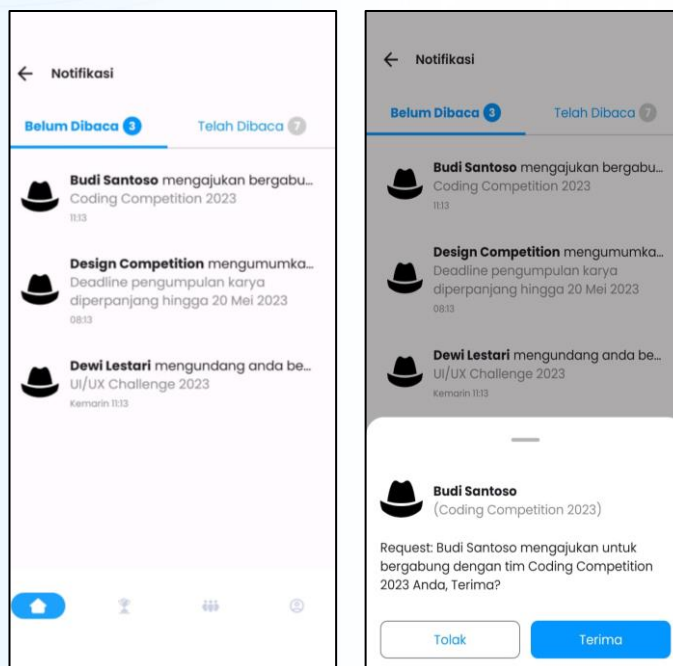 Notifikasi
Belum Dibaca 3
Telah Dibaca 7
Budi Santoso mengajukan bergabu...
Coding Competition 2023
11:13
Design Competition mengumumka...
Deadline pengumpulan karya
diperpanjang hingga 20 Mei 2023
08:13
Dewi Lestari mengundang anda be...
UI/UX Challenge 2023
Kemarin 11:13
Notifikasi
Belum Dibaca 3
Telah Dibaca 7
Budi Santoso mengajukan bergabu...
Coding Competition 2023
11:13
Design Competition mengumumka...
Deadline pengumpulan karya
diperpanjang hingga 20 Mei 2023
08:13
Dewi Lestari mengundang anda be...
UI/UX Challenge 2023
Kemarin 11:13
Budi Santoso
(Coding Competition 2023)
Request: Budi Santoso mengajukan untuk
bergabung dengan tim Coding Competition
2023 Anda, Terima?
Tolak
Terima